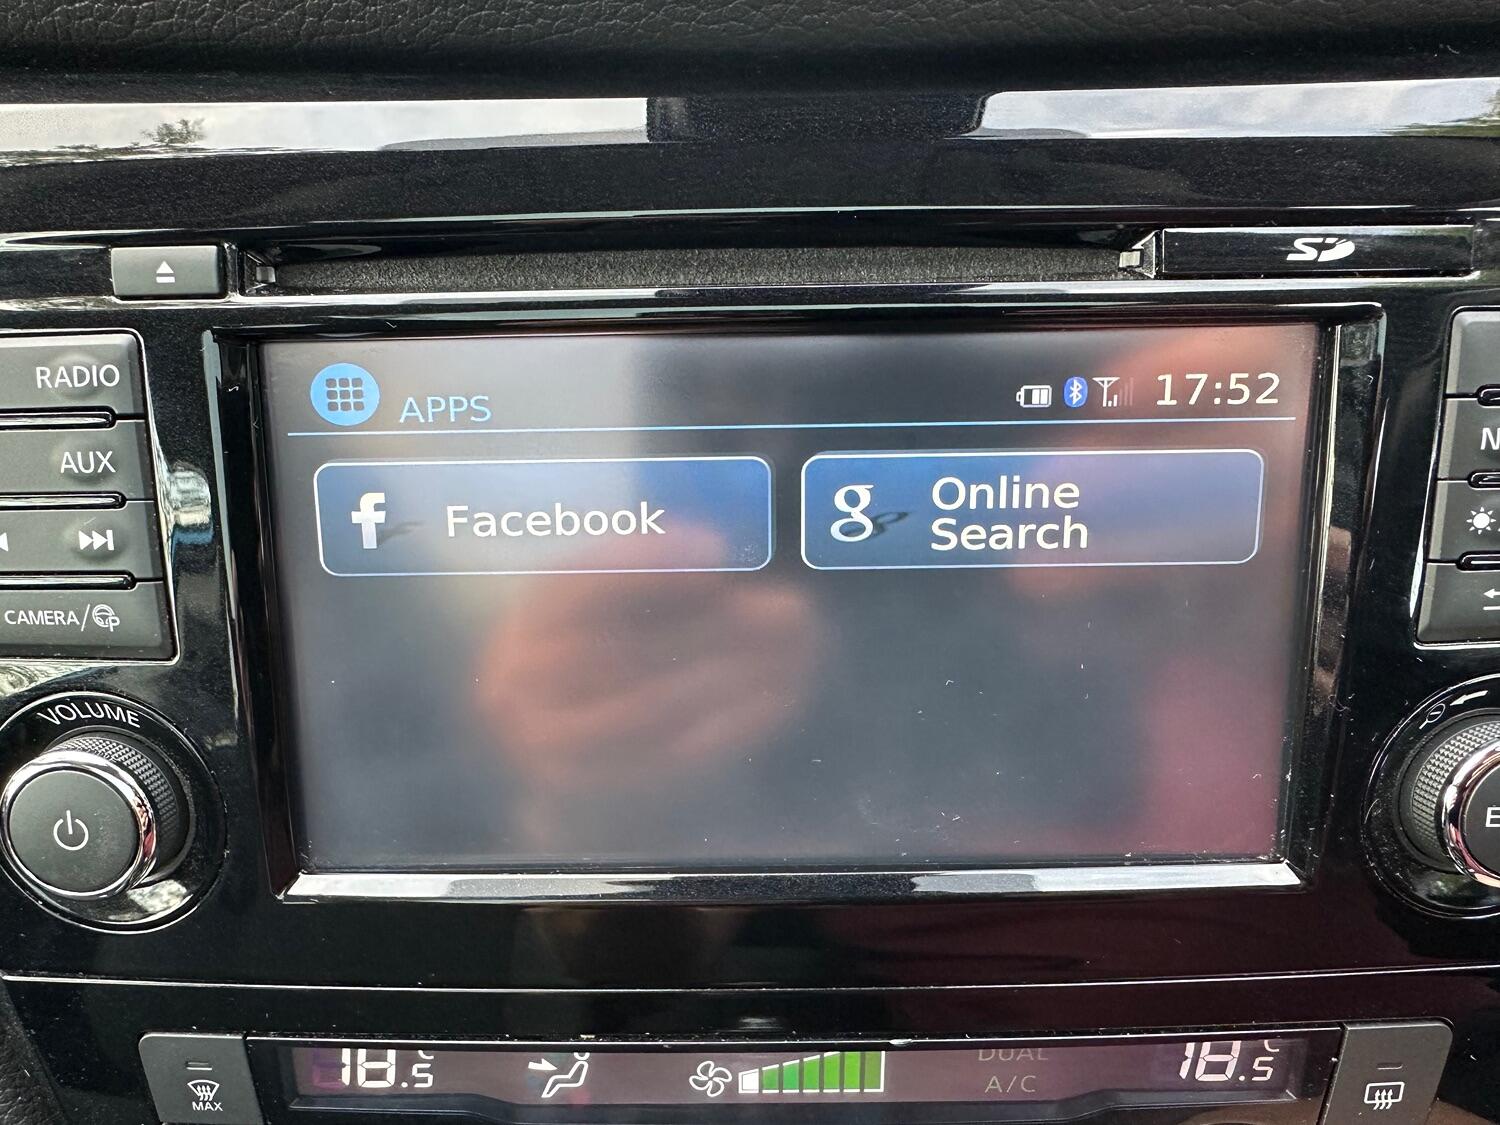 SD
RADIO
AUX
CAMERA/
VOLUME
APPS
17:52
f Facebook
g Online
Search
N
E
18.5°C
DUAL
A/C
18.5°C
MAX